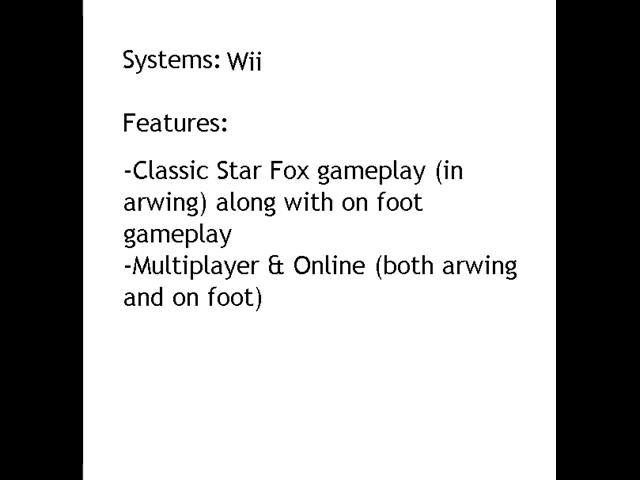 Systems: Wii
Features:
-Classic Star Fox gameplay (in
arwing) along with on foot
gameplay
-Multiplayer & Online (both arwing
and on foot)